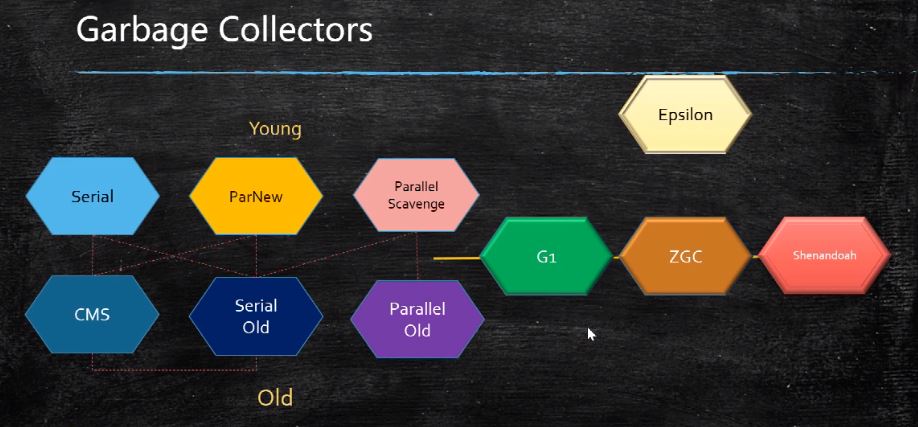 Garbage Collectors
Epsilon
Young
Serial
ParNew
Parallel
Scavenge
G1
ZGC
Shenandoah
CMS
Serial
Old
Parallel
Old
Old